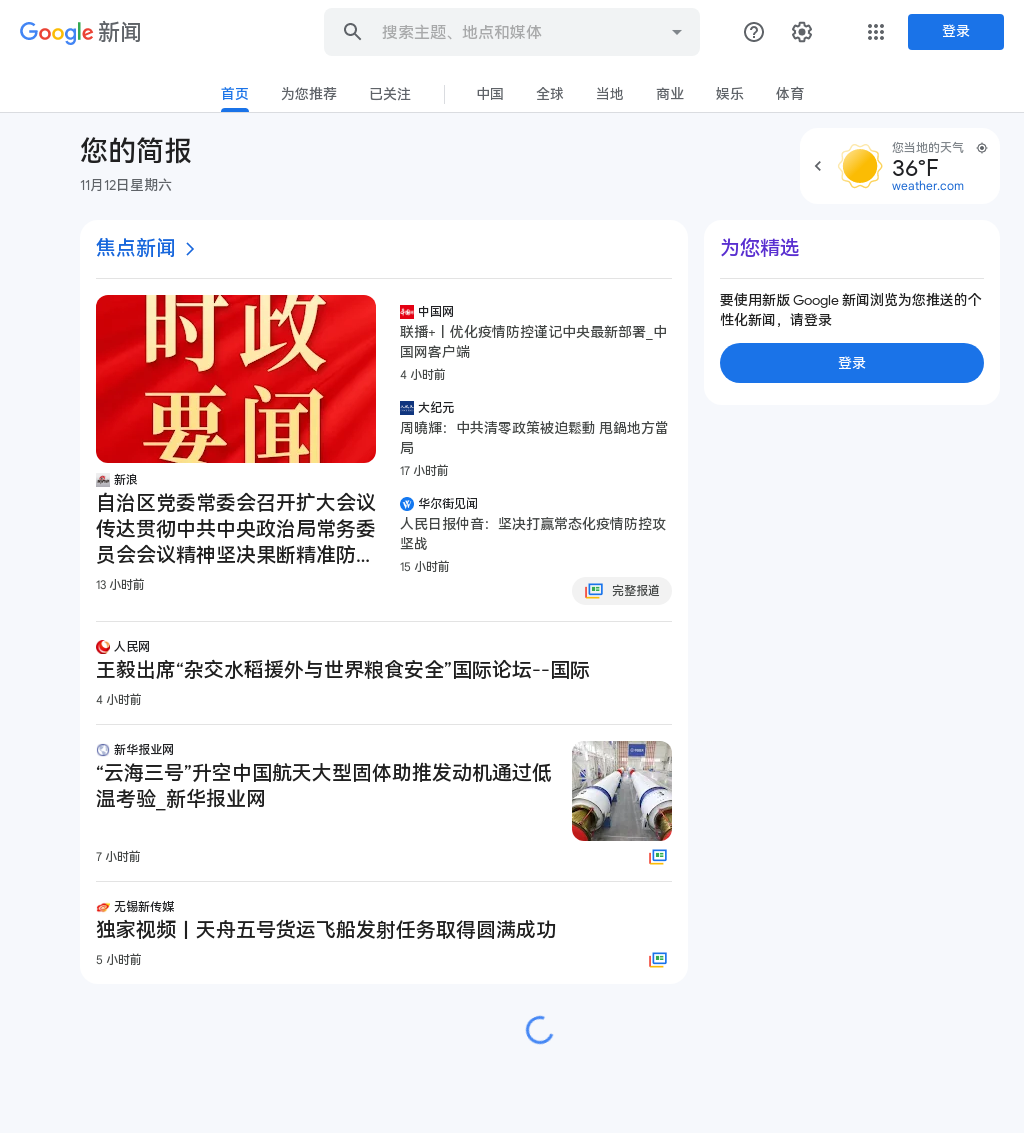 Google 新闻
搜索主题、地点和媒体
登录
首页
为您推荐
已关注
中国
全球
当地
商业
娱乐
体育
您的简报
11月12日星期六
您当地的天气
36°F
weather.com
焦点新闻
时政
要闻
新浪
自治区党委常委会召开扩大会议
传达贯彻中共中央政治局常务委
员会会议精神坚决果断精准防...
13 小时前
中国网
联播+丨优化疫情防控谨记中央最新部署_中
国网客户端
4 小时前
大纪元
周曉輝：中共清零政策被迫鬆動 甩鍋地方當
局
17 小时前
华尔街见闻
人民日报仲音：坚决打赢常态化疫情防控攻
坚战
15 小时前
完整报道
人民网
王毅出席“杂交水稻援外与世界粮食安全”国际论坛--国际
4 小时前
新华报业网
“云海三号”升空中国航天大型固体助推发动机通过低
温考验_新华报业网
7 小时前
无锡新传媒
独家视频丨天舟五号货运飞船发射任务取得圆满成功
5 小时前
为您精选
要使用新版 Google 新闻浏览为您推送的个
性化新闻，请登录
登录